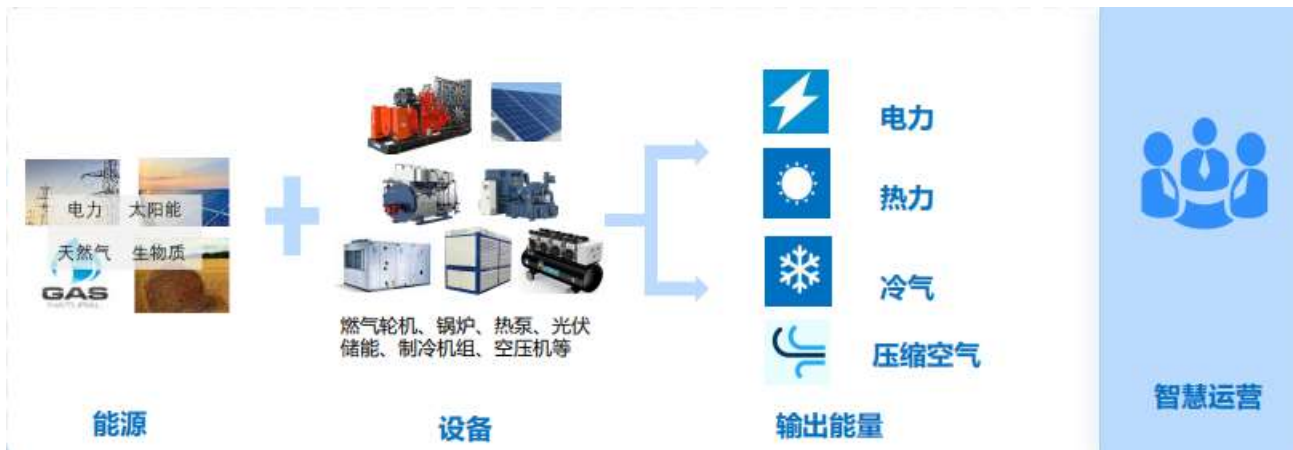 电力
太阳能
天然气
生物质
GAS
燃气轮机、锅炉、热泵、光伏
储能、制冷机组、空压机等
电力
热力
冷气
压缩空气
能源
设备
输出能量
智慧运营